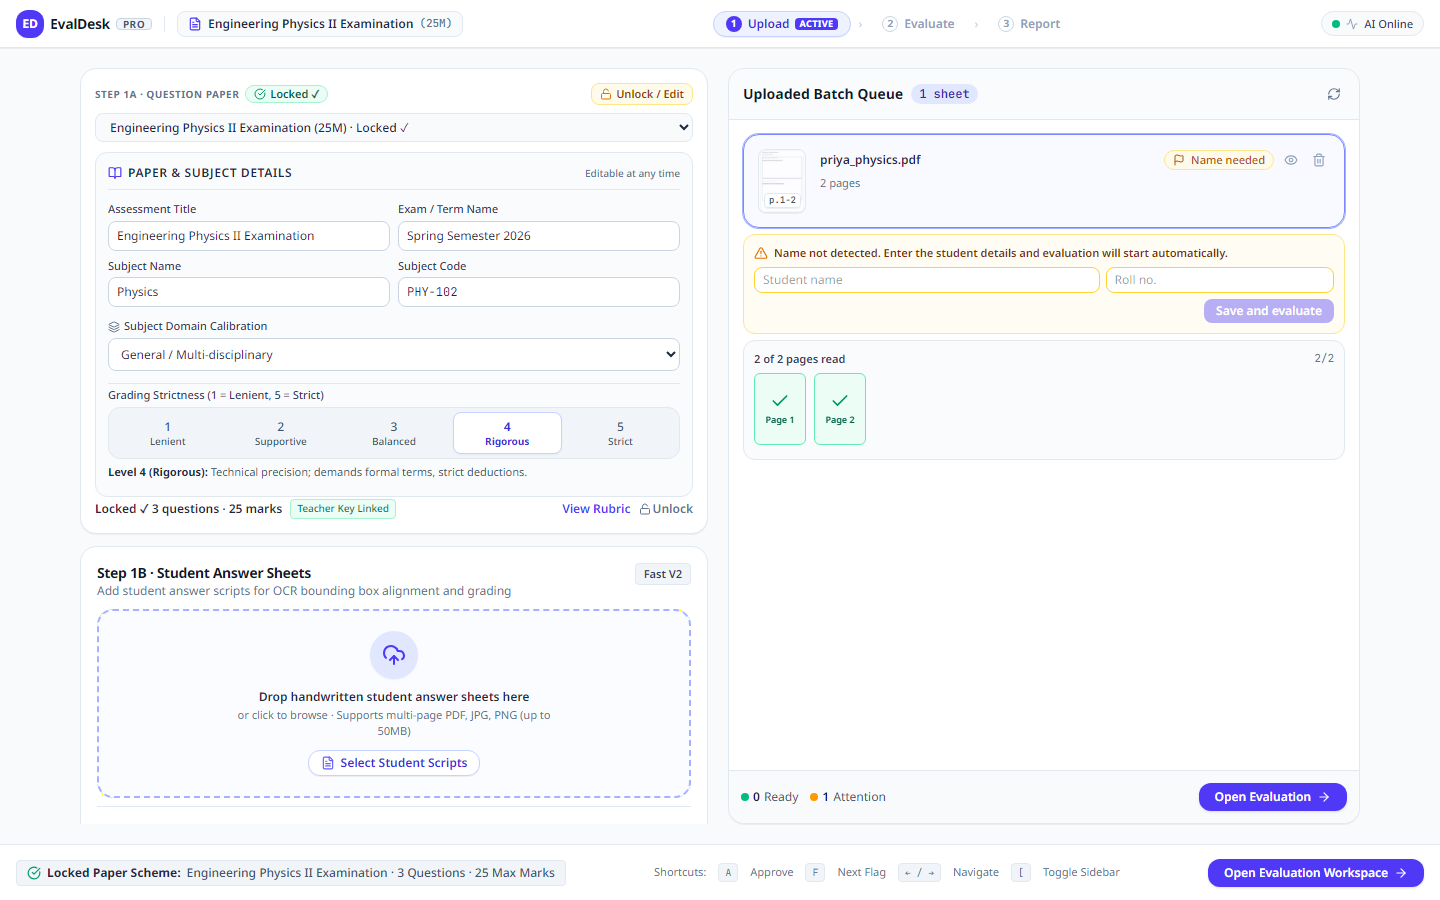 ED EvalDesk PRO Engineering Physics II Examination (25M) 1 Upload ACTIVE › 2 Evaluate › 3 Report AI Online
STEP 1A · QUESTION PAPER Locked ✓ Unlock / Edit
Engineering Physics II Examination (25M) · Locked ✓
PAPER & SUBJECT DETAILS Editable at any time
Assessment Title Exam / Term Name
Engineering Physics II Examination Spring Semester 2026
Subject Name Subject Code
Physics PHY-102
Subject Domain Calibration
General / Multi-disciplinary
Grading Strictness (1 = Lenient, 5 = Strict)
1 2 3 4 5
Lenient Supportive Balanced Rigorous Strict
Level 4 (Rigorous): Technical precision; demands formal terms, strict deductions.
Locked ✓ 3 questions · 25 marks Teacher Key Linked View Rubric Unlock
Step 1B · Student Answer Sheets Fast V2
Add student answer scripts for OCR bounding box alignment and grading
Drop handwritten student answer sheets here
or click to browse · Supports multi-page PDF, JPG, PNG (up to
50MB)
Select Student Scripts
Uploaded Batch Queue 1 sheet
priya_physics.pdf Name needed
2 pages
p.1-2
Name not detected. Enter the student details and evaluation will start automatically.
Student name Roll no.
Save and evaluate
2 of 2 pages read 2/2
Page 1 Page 2
0 Ready 1 Attention Open Evaluation →
Locked Paper Scheme: Engineering Physics II Examination · 3 Questions · 25 Max Marks Shortcuts: A Approve F Next Flag ← / → Navigate [ Toggle Sidebar Open Evaluation Workspace →